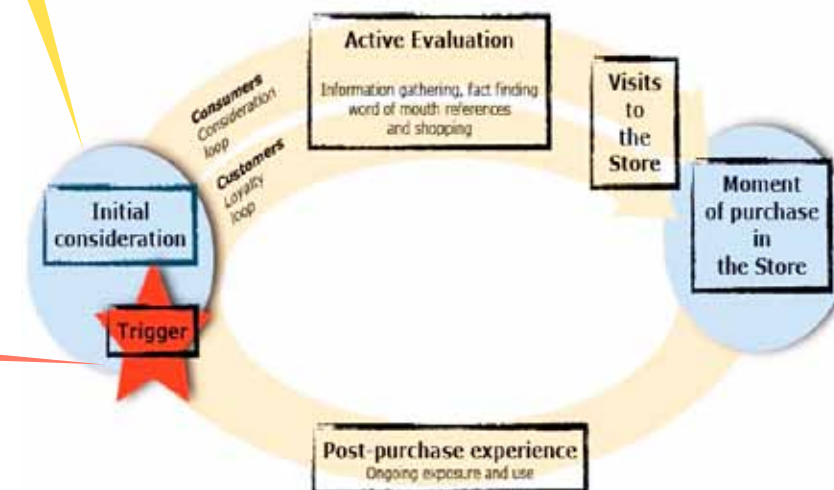 Active Evaluation
Information gathering, fact finding
word of mouth references
and shopping
Consumers
Consideration
loop
Customers
Loyalty
loop
Visits
to
the
Store
Initial
consideration
Trigger
Moment
of purchase
in
the Store
Post-purchase experience
Ongoing exposure and use